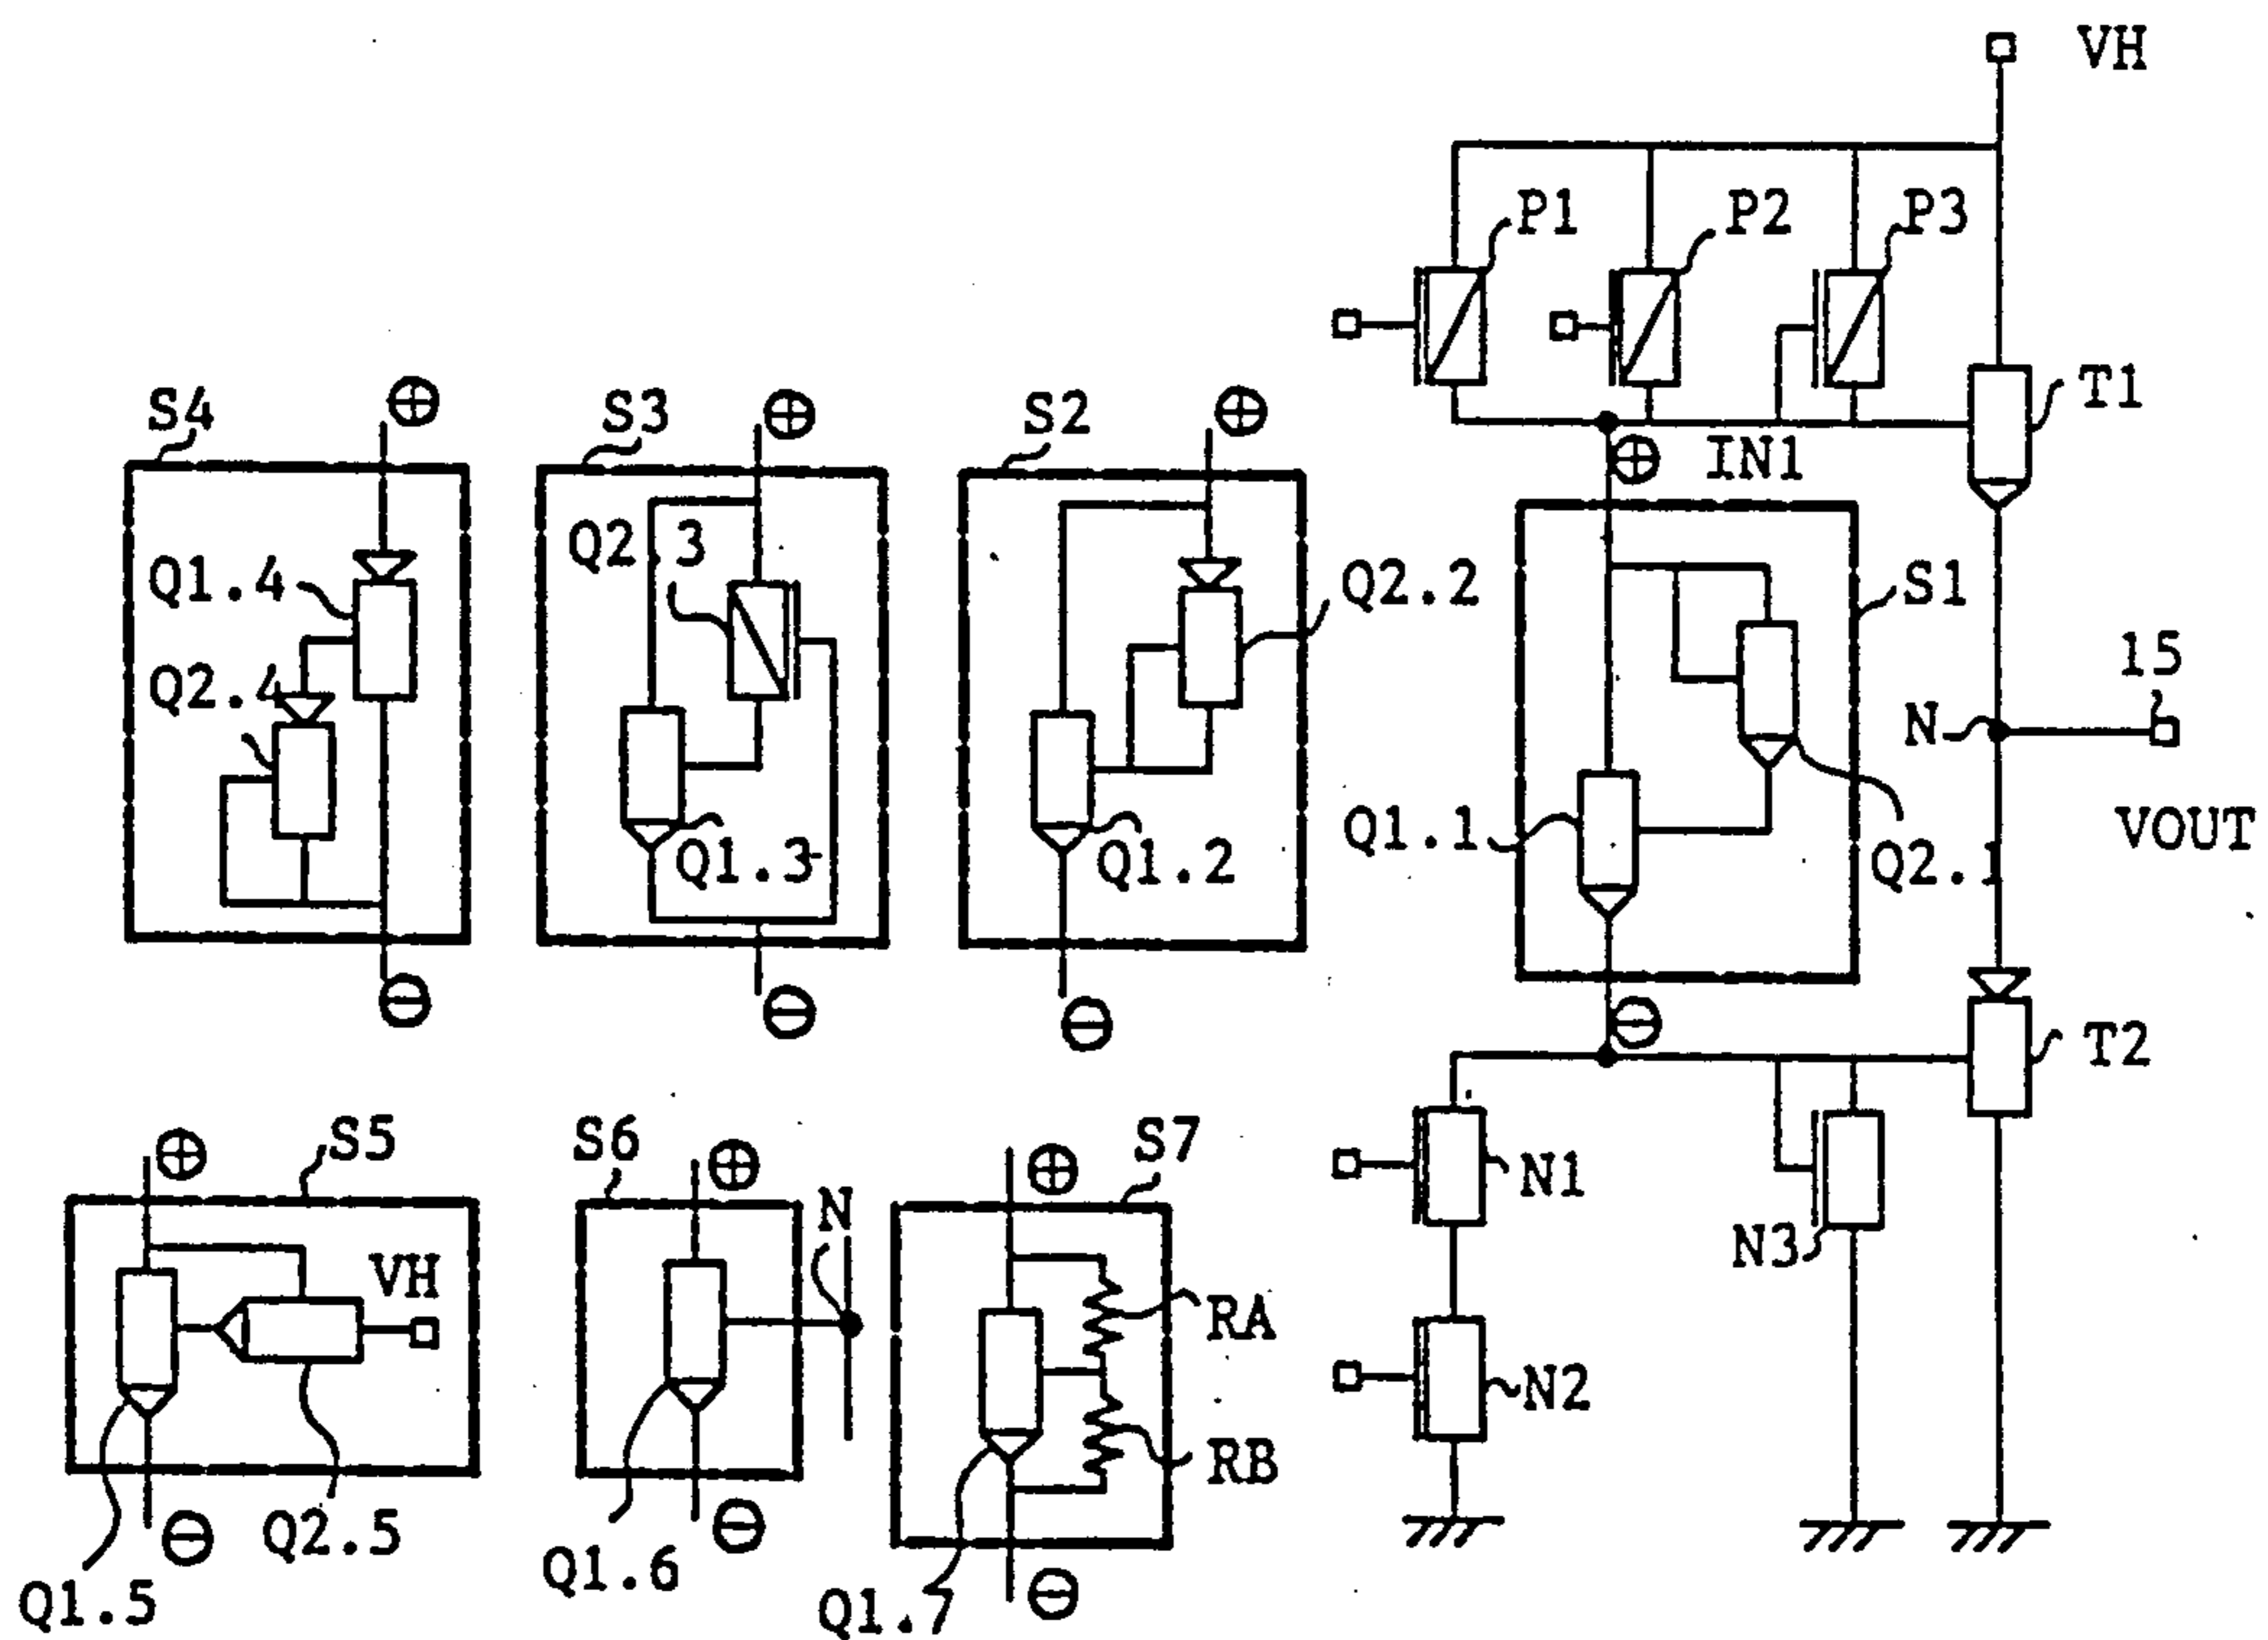 VH
P1 P2 P3
T1
S4 S3 S2
IN1
Q1.4 Q2.3 Q2.2 S1
Q2.4
15
N
Q1.3 Q1.2 Q1.1 Q2.1 VOUT
T2
S5 S6 S7
N1
N
VH RA N3
N2
RB
Q2.5
Q1.5 Q1.6 Q1.7